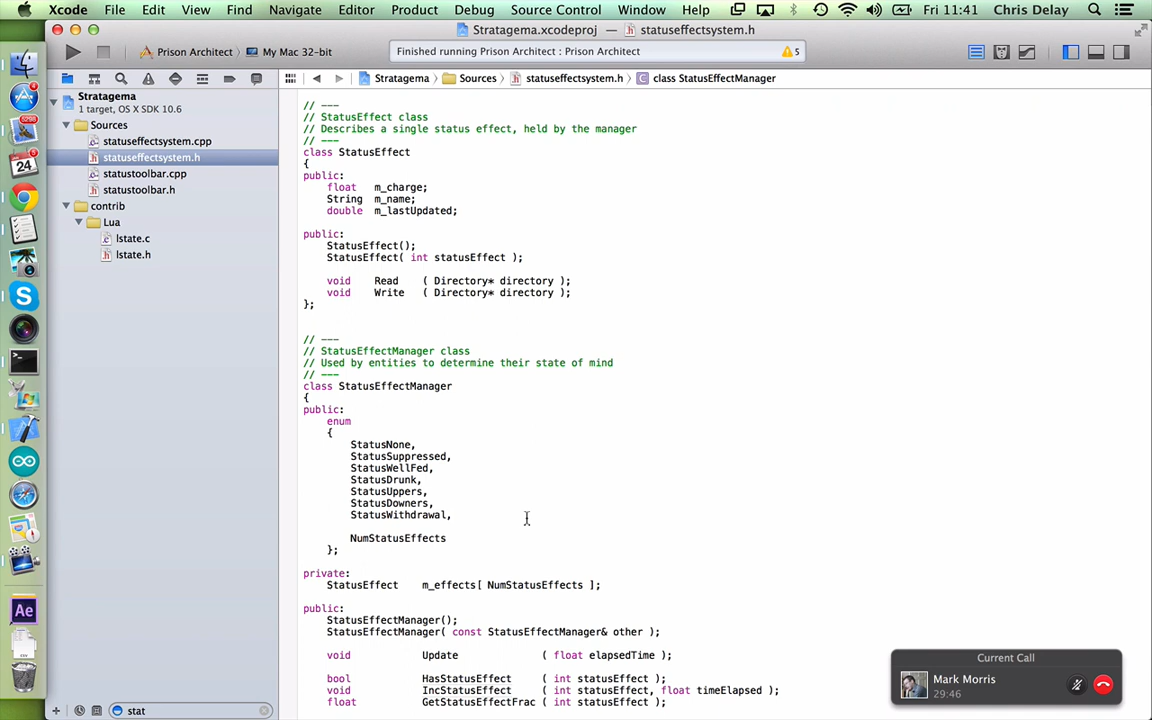 Xcode File Edit View Find Navigate Editor Product Debug Source Control Window Help Fri 11:41 Chris Delay
Stratagema.xcodeproj — statuseffectsystem.h
Prison Architect My Mac 32-bit Finished running Prison Architect : Prison Architect 5
Stratagema Sources statuseffectsystem.h C class StatusEffectManager
Stratagema
1 target, OS X SDK 10.6
Sources
statuseffectsystem.cpp
statuseffectsystem.h
statustoolbar.cpp
statustoolbar.h
contrib
Lua
lstate.c
lstate.h
stat
// ---
// StatusEffect class
// Describes a single status effect, held by the manager
// ---
class StatusEffect
{
public:
float m_charge;
String m_name;
double m_lastUpdated;
public:
StatusEffect();
StatusEffect( int statusEffect );
void Read ( Directory* directory );
void Write ( Directory* directory );
};
// ---
// StatusEffectManager class
// Used by entities to determine their state of mind
// ---
class StatusEffectManager
{
public:
enum
{
StatusNone,
StatusSuppressed,
StatusWellFed,
StatusDrunk,
StatusUppers,
StatusDowners,
StatusWithdrawal,
NumStatusEffects
};
private:
StatusEffect m_effects[ NumStatusEffects ];
public:
StatusEffectManager();
StatusEffectManager( const StatusEffectManager& other );
void Update ( float elapsedTime );
bool HasStatusEffect ( int statusEffect );
void IncStatusEffect ( int statusEffect, float timeElapsed );
float GetStatusEffectFrac ( int statusEffect );
Current Call
Mark Morris
29:46
24
5298
S
Ae